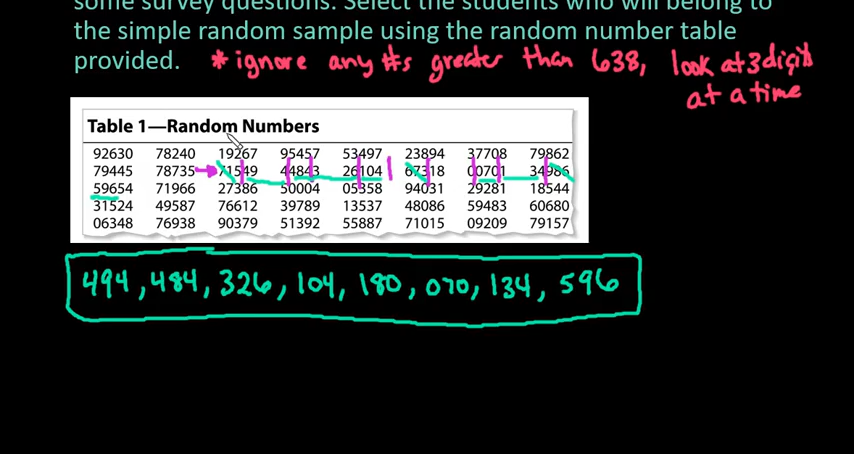 some survey questions. Select the students who will belong to
the simple random sample using the random number table
provided. * ignore any #s greater than 638, look at 3 digits
at a time
Table 1—Random Numbers
92630 78240 19267 95457 53497 23894 37708 79862
79445 78735 71549 44843 26104 67318 00701 34986
59654 71966 27386 50004 05358 94031 29281 18544
31524 49587 76612 39789 13537 48086 59483 60680
06348 76938 90379 51392 55887 71015 09209 79157
494, 484, 326, 104, 180, 070, 134, 596